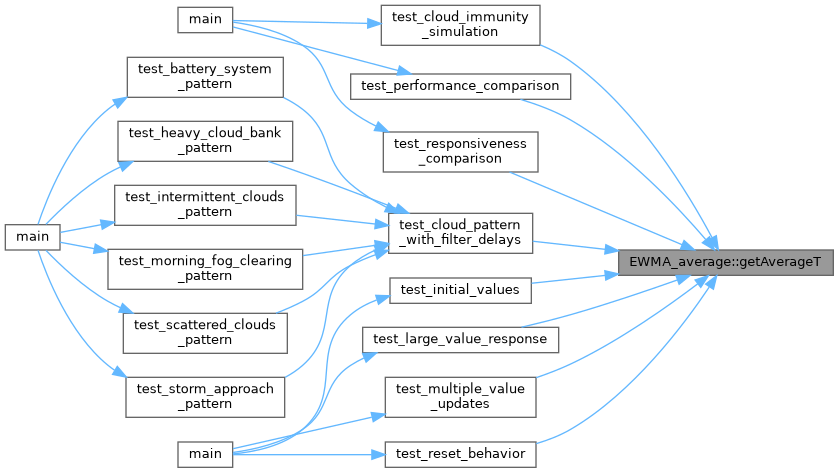 main
test_cloud_immunity
_simulation
test_performance_comparison
test_responsiveness
_comparison
test_battery_system
_pattern
test_heavy_cloud_bank
_pattern
test_intermittent_clouds
_pattern
main
test_morning_fog_clearing
_pattern
test_scattered_clouds
_pattern
test_storm_approach
_pattern
test_cloud_pattern
_with_filter_delays
EWMA_average::getAverageT
test_initial_values
test_large_value_response
test_multiple_value
_updates
main
test_reset_behavior